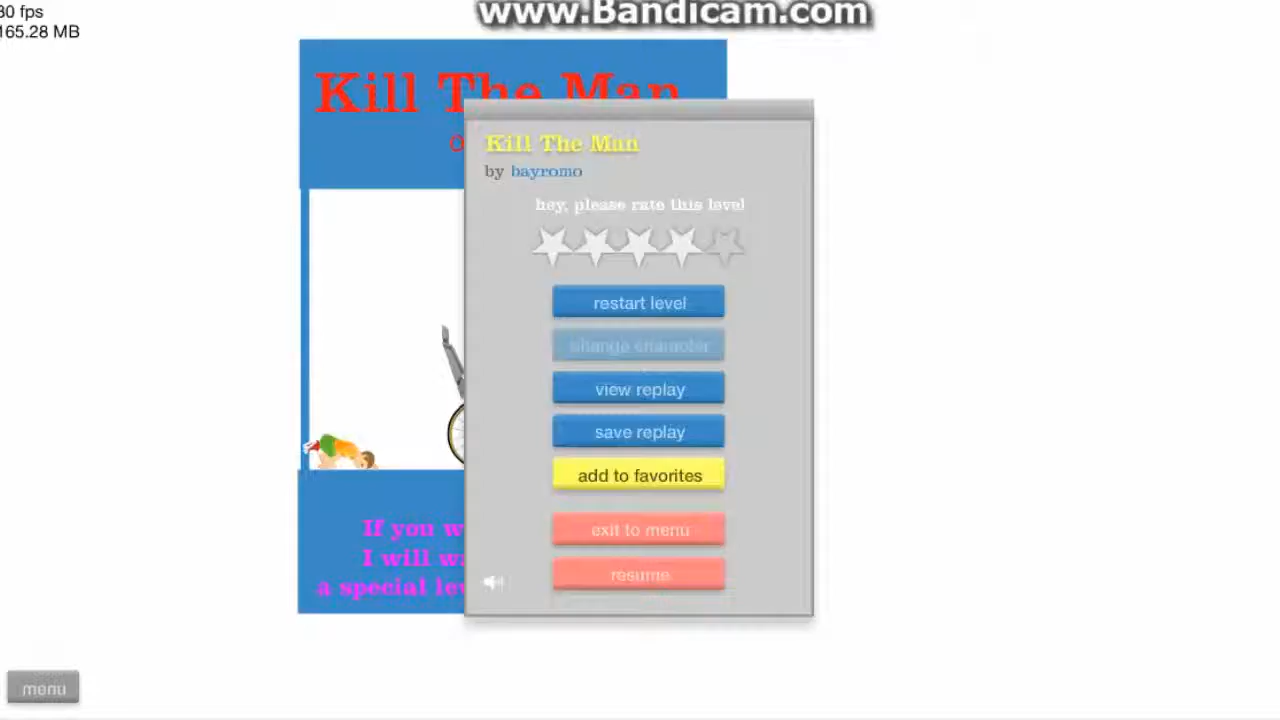 30 fps
165.28 MB
www.Bandicam.com
Kill The Man
Kill The Man
by bayromo
hey, please rate this level
restart level
change character
view replay
save replay
add to favorites
exit to menu
resume
If you w
I will wa
a special lev
menu